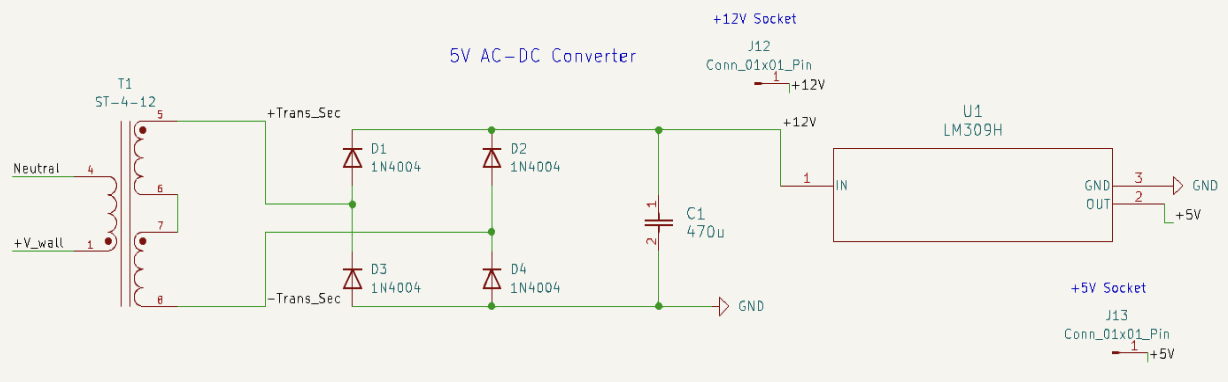 +12V Socket
J12
Conn_01x01_Pin
1
+12V
5V AC-DC Converter
T1
ST-4-12
5
+Trans_Sec
+12V
U1
LM309H
D1
1N4004
D2
1N4004
Neutral
4
6
1
IN
GND
3
GND
OUT
2
+5V
1
C1
470u
2
7
+V_wall
1
D3
1N4004
D4
1N4004
8
-Trans_Sec
GND
+5V Socket
J13
Conn_01x01_Pin
1
+5V